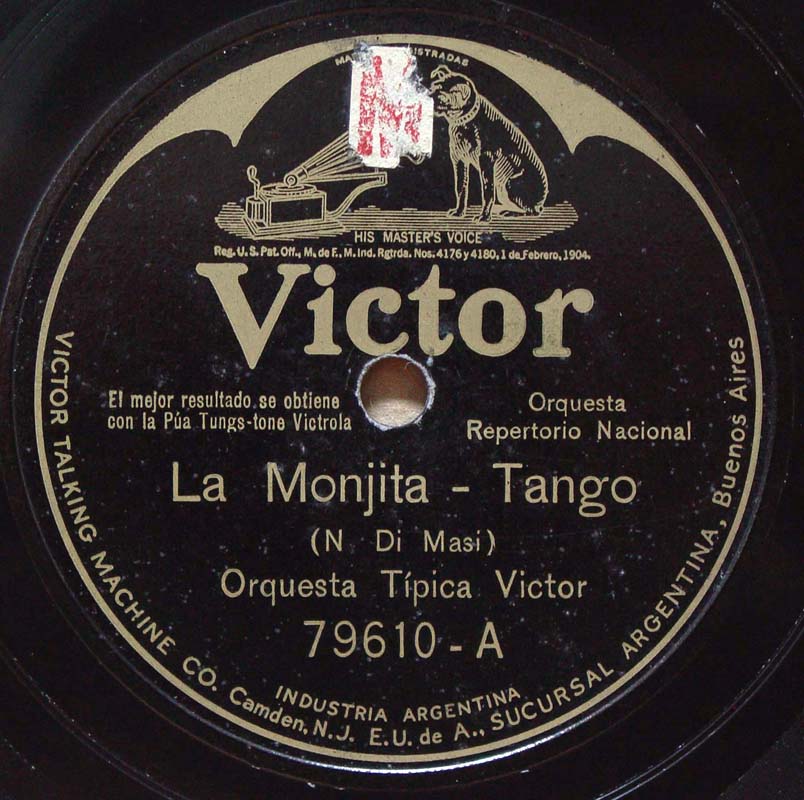 HIS MASTER'S VOICE
Reg. U.S. Pat. Off., M. de F., M. Ind. Rgtrda. Nos. 4176 y 4180, 1 de Febrero, 1904.
Victor
El mejor resultado se obtiene
con la Púa Tungs-tone Victrola
Orquesta
Repertorio Nacional
La Monjita - Tango
(N Di Masi)
Orquesta Típica Victor
79610 - A
INDUSTRIA ARGENTINA
VICTOR TALKING MACHINE CO. Camden, N.J. E.U. de A., SUCURSAL ARGENTINA, Buenos Aires